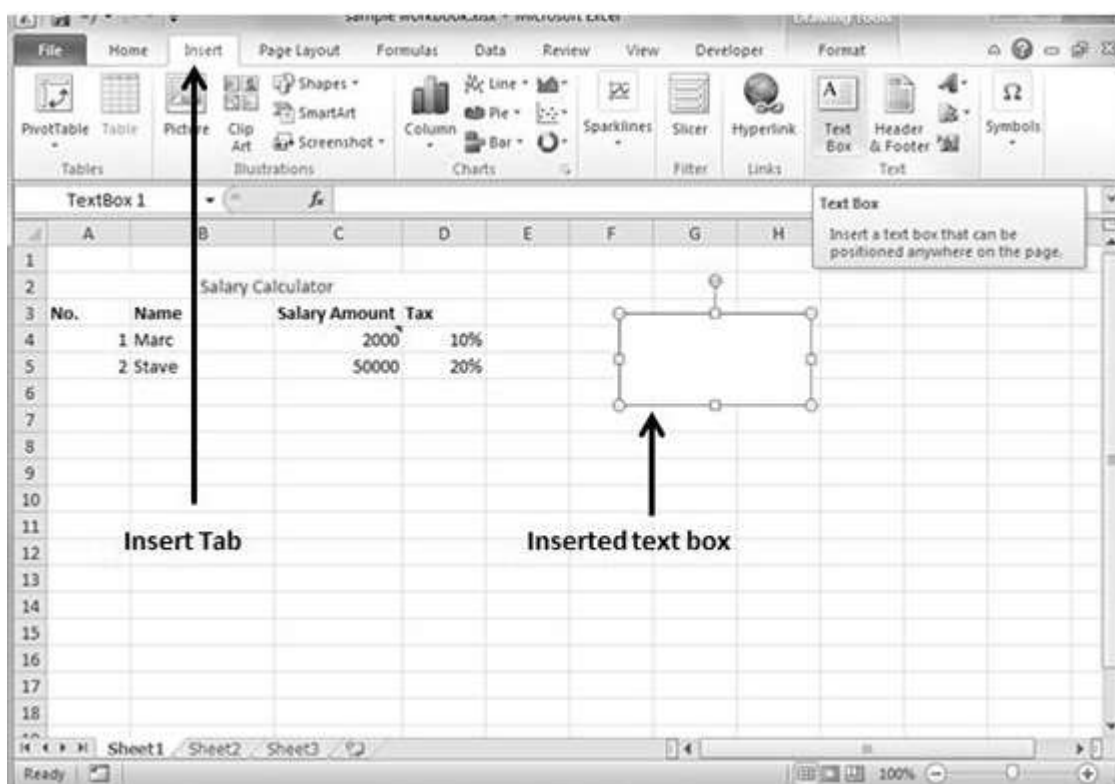 sample workbook.xlsx - Microsoft Excel
Drawing Tools
File Home Insert Page Layout Formulas Data Review View Developer Format
PivotTable Table Picture Clip Art Shapes SmartArt Screenshot Column Line Pie Bar Sparklines Slicer Hyperlink Text Box Header & Footer Symbols
Tables Illustrations Charts Filter Links Text
TextBox 1 fx
Text Box
Insert a text box that can be
positioned anywhere on the page.
A B C D E F G H
1
2 Salary Calculator
3 No. Name Salary Amount Tax
4 1 Marc 2000 10%
5 2 Stave 50000 20%
6
7
8
9
10
11
12
13
14
15
16
17
18
Insert Tab Inserted text box
Sheet1 Sheet2 Sheet3
Ready 100%